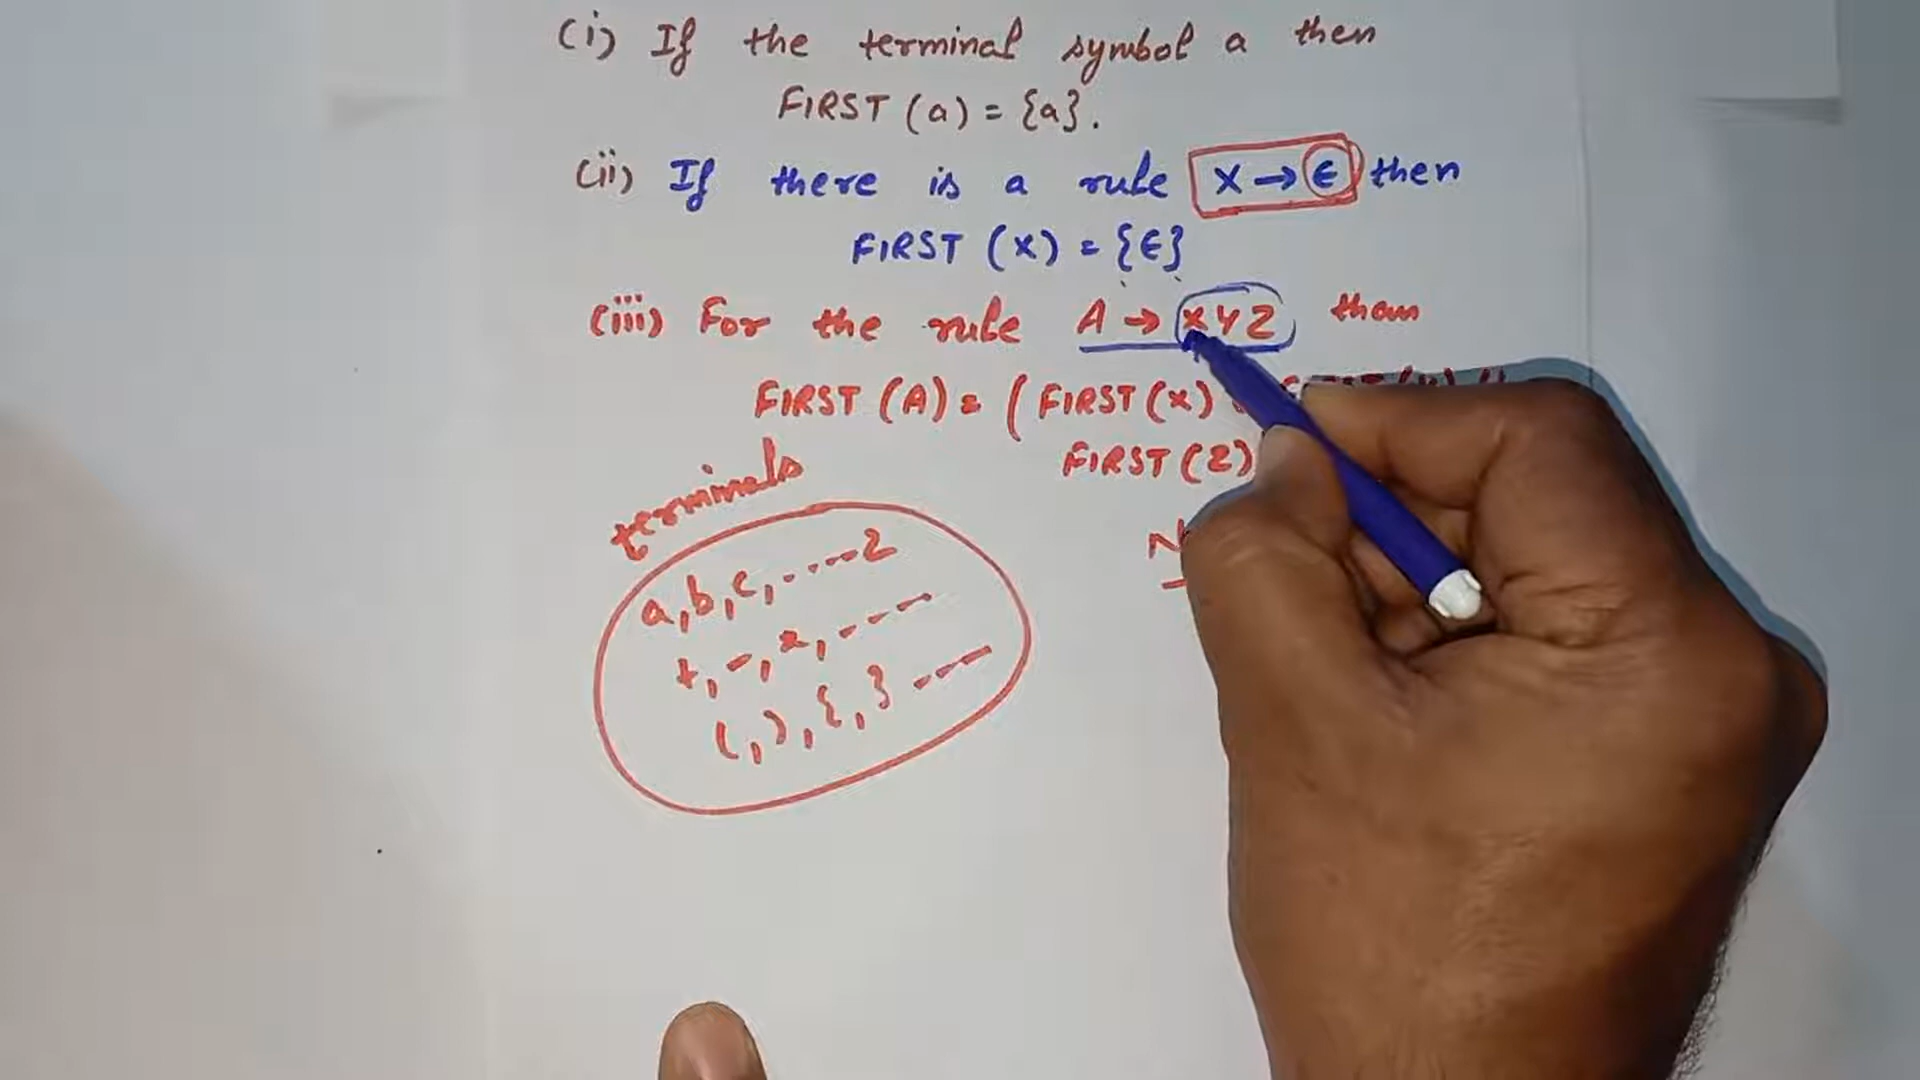 (i) If the terminal symbol a then
FIRST (a) = {a}.
(ii) If there is a rule X → ϵ then
FIRST (X) = {ϵ}
(iii) For the rule A → XYZ then
FIRST (A) = ( FIRST (X)
FIRST (Z)
terminals
a, b, c, ....- z
+, -, *, - - - -
(, ), {, } - - -